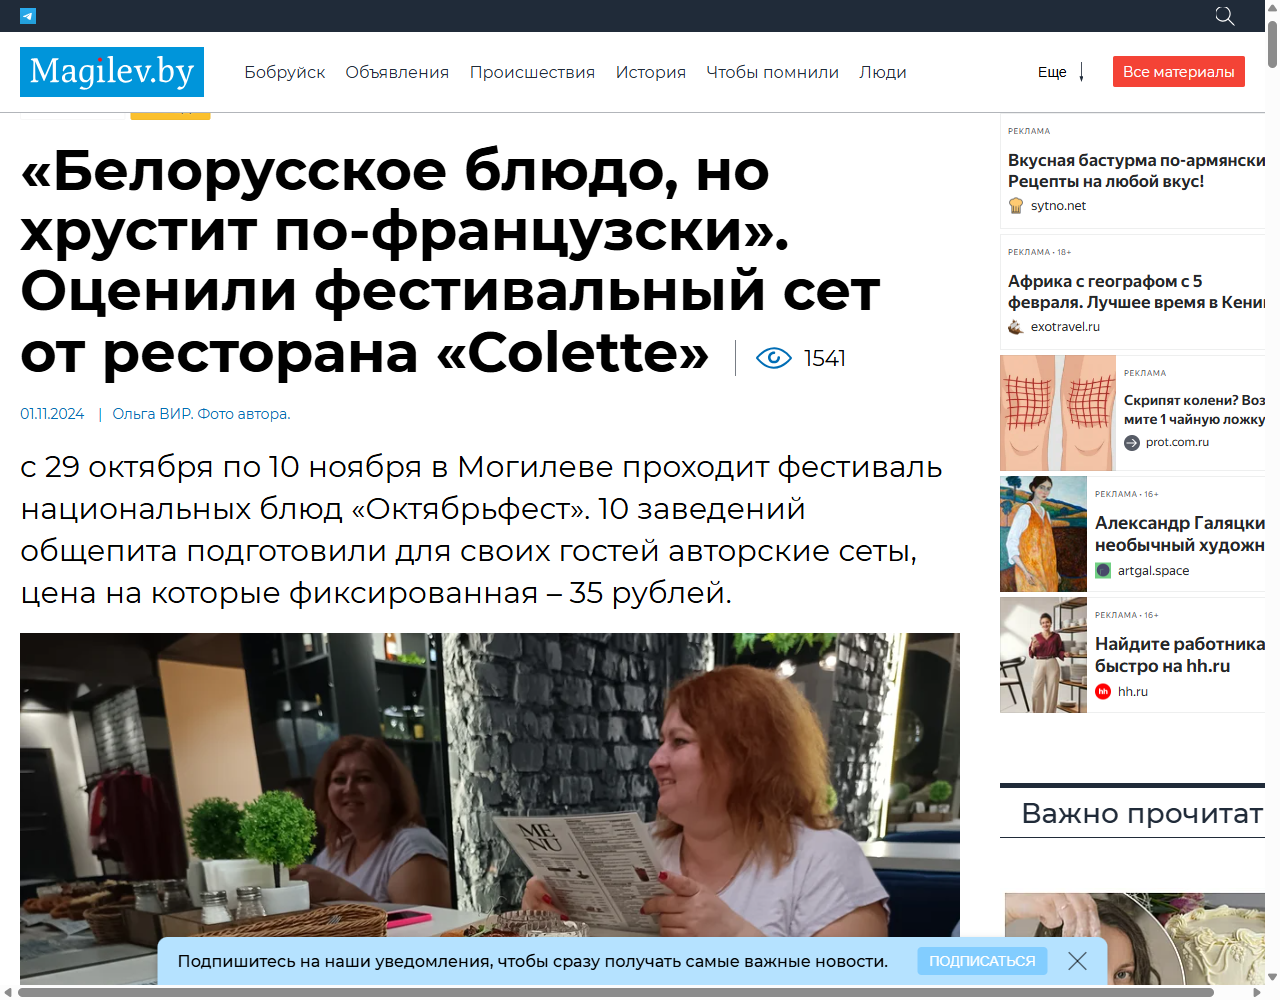 Magilev.by
Бобруйск
Объявления
Происшествия
История
Чтобы помнили
Люди
Еще
Все материалы
«Белорусское блюдо, но
хрустит по-французски».
Оценили фестивальный сет
от ресторана «Colette»
1541
01.11.2024 | Ольга ВИР. Фото автора.
с 29 октября по 10 ноября в Могилеве проходит фестиваль
национальных блюд «Октябрьфест». 10 заведений
общепита подготовили для своих гостей авторские сеты,
цена на которые фиксированная – 35 рублей.
MENU
РЕКЛАМА
Вкусная бастурма по-армянски
Рецепты на любой вкус!
sytno.net
РЕКЛАМА • 18+
Африка с географом с 5
февраля. Лучшее время в Кени
exotravel.ru
РЕКЛАМА
Скрипят колени? Воз
мите 1 чайную ложку
prot.com.ru
РЕКЛАМА • 16+
Александр Галяцки
необычный художн
artgal.space
РЕКЛАМА • 16+
Найдите работника
быстро на hh.ru
hh
hh.ru
Важно прочитат
Подпишитесь на наши уведомления, чтобы сразу получать самые важные новости.
ПОДПИСАТЬСЯ